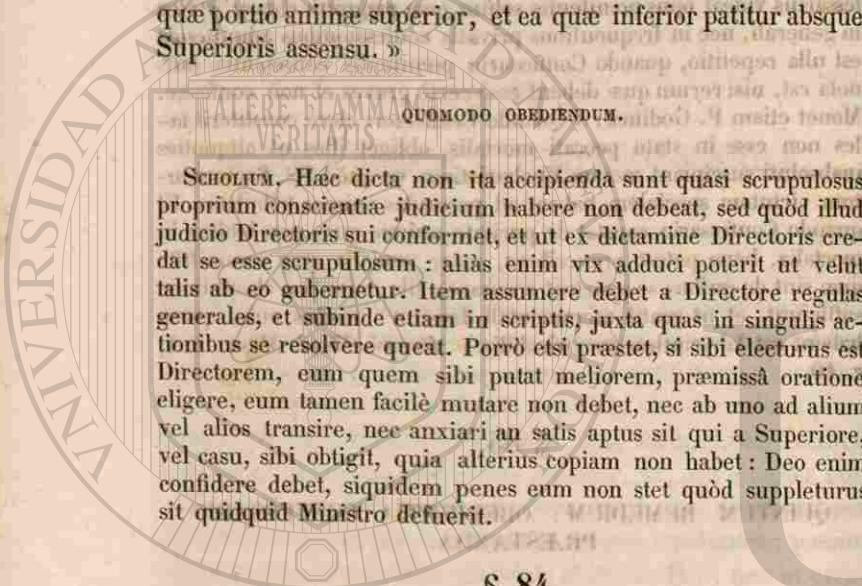 quæ portio animæ superior, et ea quæ inferior patitur absque
Superioris assensu. »
ALERE FLAMMAM
VERITATIS
QUOMODO OBEDIENDUM.
SCHOLIUM. Hæc dicta non ita accipienda sunt quasi scrupulosus
proprium conscientiæ judicium habere non debeat, sed quòd illud
judicio Directoris sui conformet, et ut ex dictamine Directoris cre-
dat se esse scrupulosum : aliàs enim vix adduci poterit ut velut
talis ab eo gubernetur. Item assumere debet a Directore regulas
generales, et subinde etiam in scriptis, juxta quas in singulis ac-
tionibus se resolvere queat. Porrò etsi præstet, si sibi electurus est
Directorem, eum quem sibi putat meliorem, præmissâ oratione
eligere, eum tamen facilè mutare non debet, nec ab uno ad alium
vel alios transire, nec anxiari an satis aptus sit qui a Superiore,
vel casu, sibi obtigit, quia alterius copiam non habet : Deo enim
confidere debet, siquidem penes eum non stet quòd suppleturus
sit quidquid Ministro defuerit.
§ 84
UNIVERSIDAD